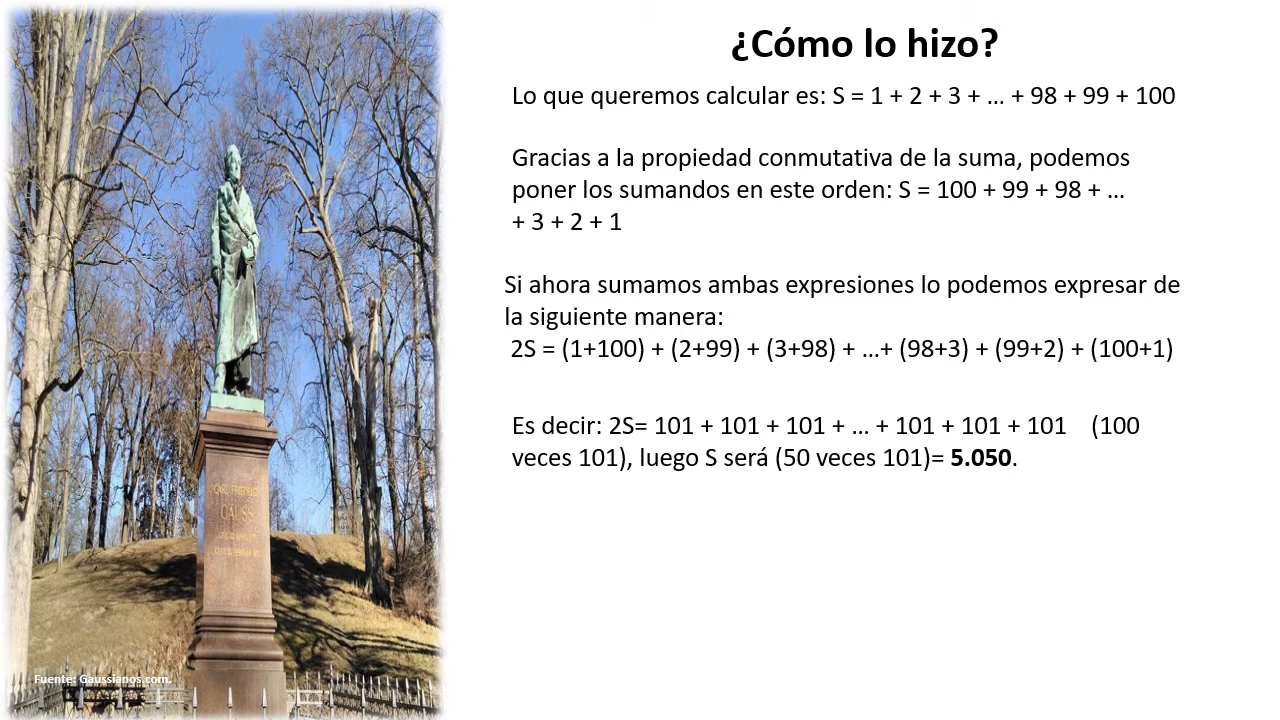 ¿Cómo lo hizo?
Lo que queremos calcular es: S = 1 + 2 + 3 + … + 98 + 99 + 100
Gracias a la propiedad conmutativa de la suma, podemos
poner los sumandos en este orden: S = 100 + 99 + 98 + …
+ 3 + 2 + 1
Si ahora sumamos ambas expresiones lo podemos expresar de
la siguiente manera:
2S = (1+100) + (2+99) + (3+98) + …+ (98+3) + (99+2) + (100+1)
Es decir: 2S= 101 + 101 + 101 + … + 101 + 101 + 101 (100
veces 101), luego S será (50 veces 101)= 5.050.
CARL FRIEDRICH
GAUSS
Fuente: Gaussianos.com.